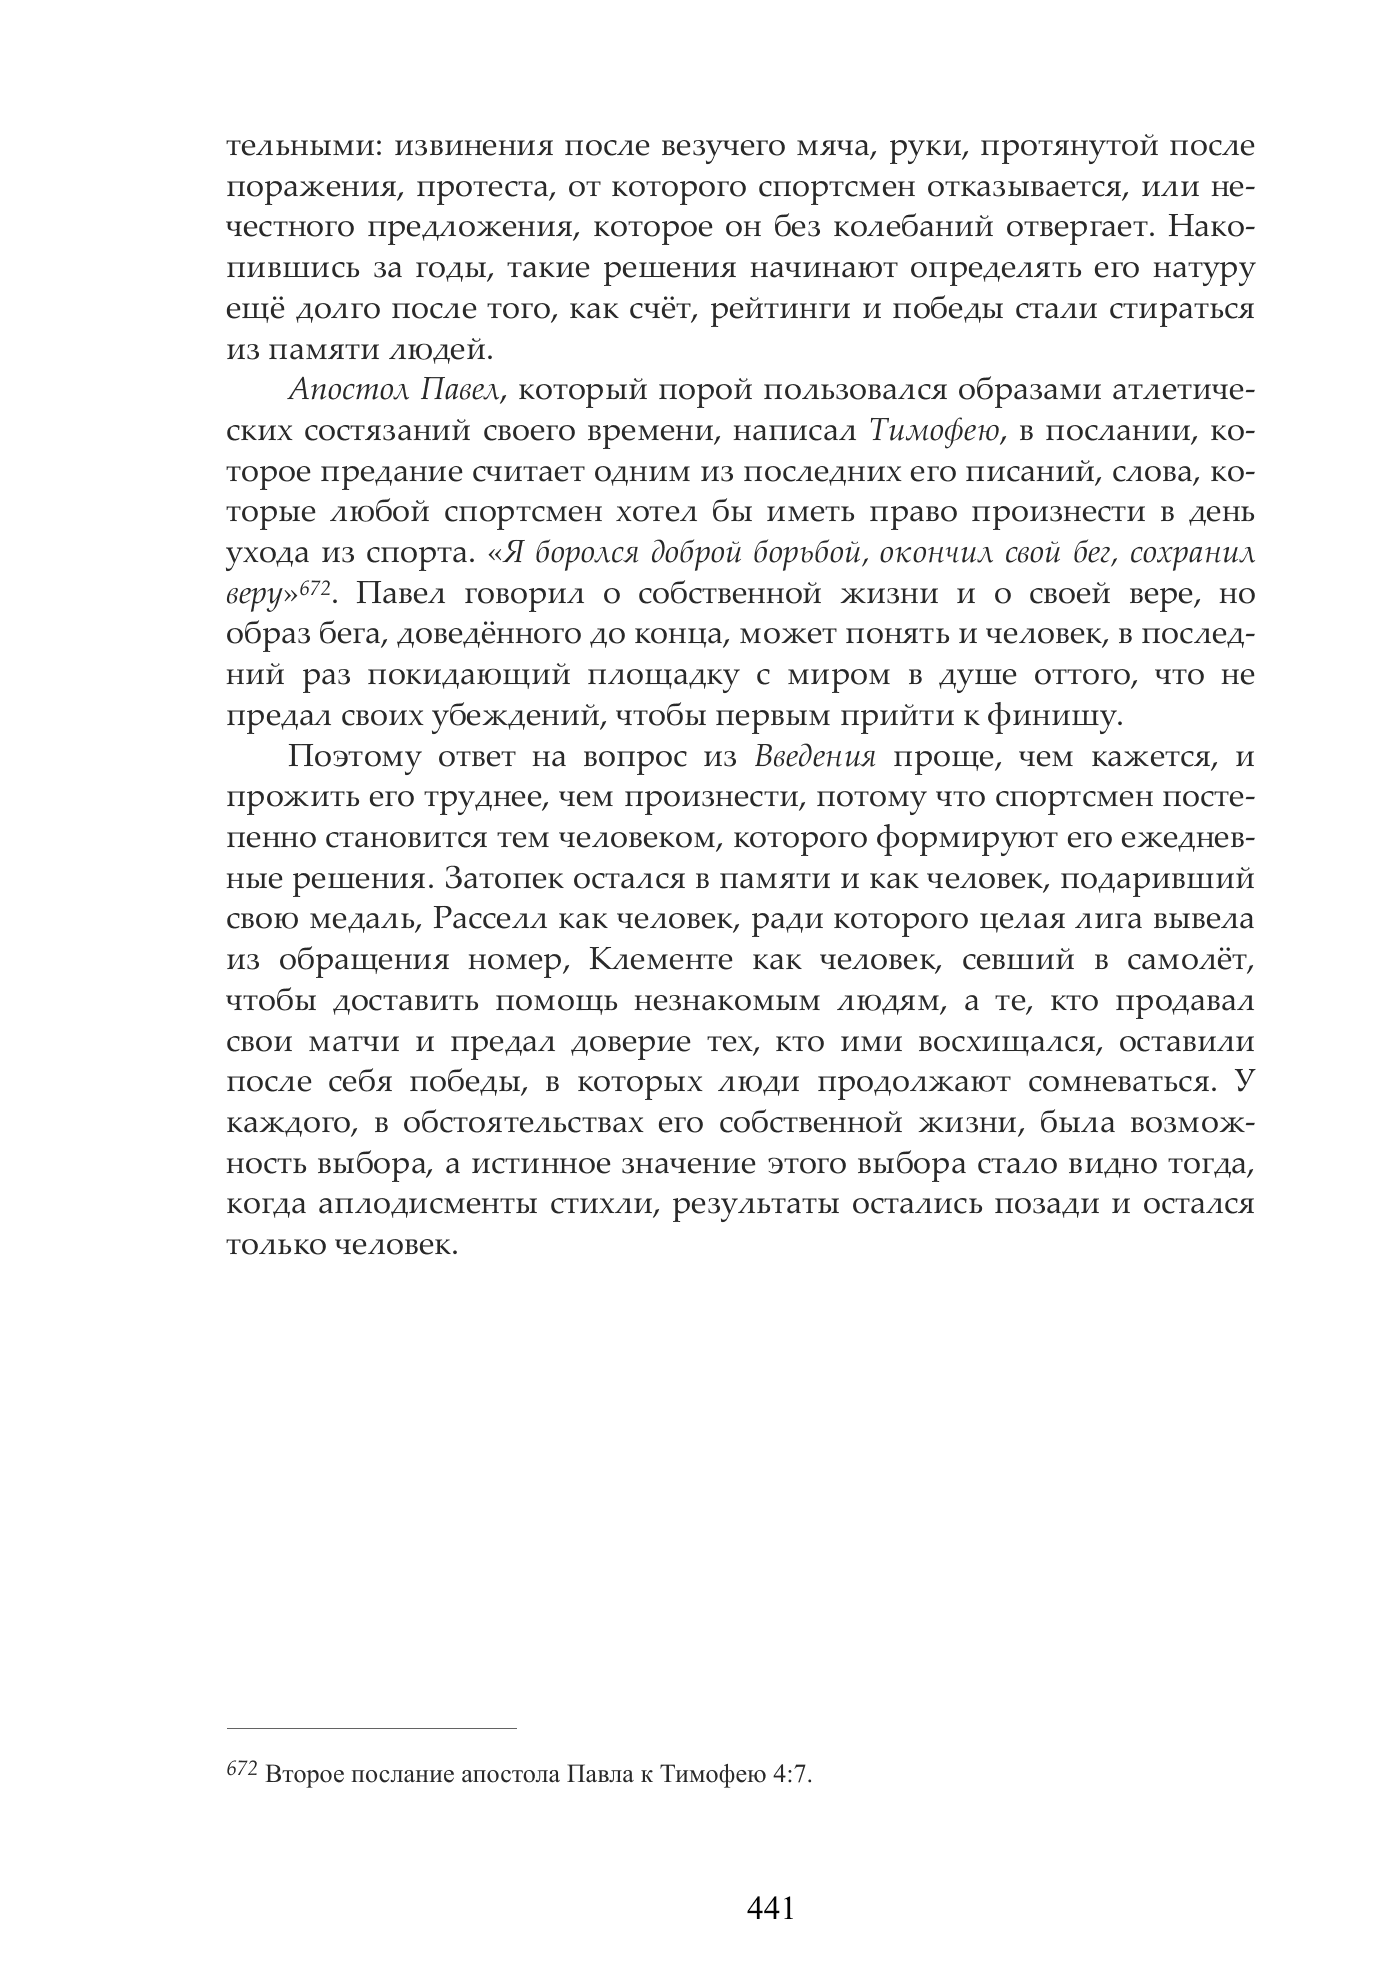 тельными: извинения после везучего мяча, руки, протянутой после
поражения, протеста, от которого спортсмен отказывается, или не-
честного предложения, которое он без колебаний отвергает. Нако-
пившись за годы, такие решения начинают определять его натуру
ещё долго после того, как счёт, рейтинги и победы стали стираться
из памяти людей.
Апостол Павел, который порой пользовался образами атлетиче-
ских состязаний своего времени, написал Тимофею, в послании, ко-
торое предание считает одним из последних его писаний, слова, ко-
торые любой спортсмен хотел бы иметь право произнести в день
ухода из спорта. «Я боролся доброй борьбой, окончил свой бег, сохранил
веру»672. Павел говорил о собственной жизни и о своей вере, но
образ бега, доведённого до конца, может понять и человек, в послед-
ний раз покидающий площадку с миром в душе оттого, что не
предал своих убеждений, чтобы первым прийти к финишу.
Поэтому ответ на вопрос из Введения проще, чем кажется, и
прожить его труднее, чем произнести, потому что спортсмен посте-
пенно становится тем человеком, которого формируют его ежеднев-
ные решения. Затопек остался в памяти и как человек, подаривший
свою медаль, Расселл как человек, ради которого целая лига вывела
из обращения номер, Клементе как человек, севший в самолёт,
чтобы доставить помощь незнакомым людям, а те, кто продавал
свои матчи и предал доверие тех, кто ими восхищался, оставили
после себя победы, в которых люди продолжают сомневаться. У
каждого, в обстоятельствах его собственной жизни, была возмож-
ность выбора, а истинное значение этого выбора стало видно тогда,
когда аплодисменты стихли, результаты остались позади и остался
только человек.
672 Второе послание апостола Павла к Тимофею 4:7.
441